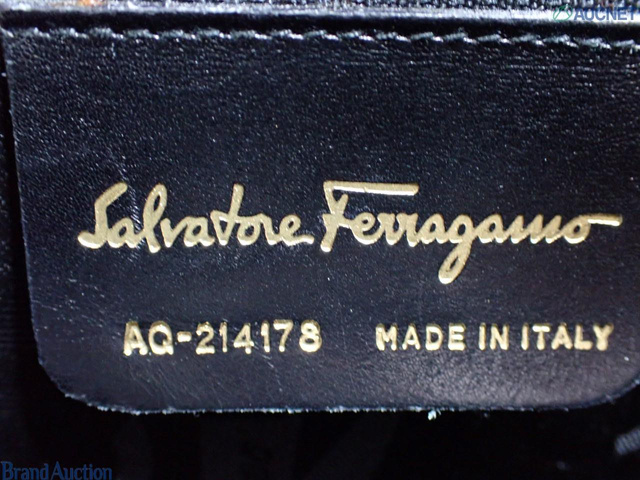 AUCNET
Salvatore Ferragamo
AQ-214178 MADE IN ITALY
Brand Auction